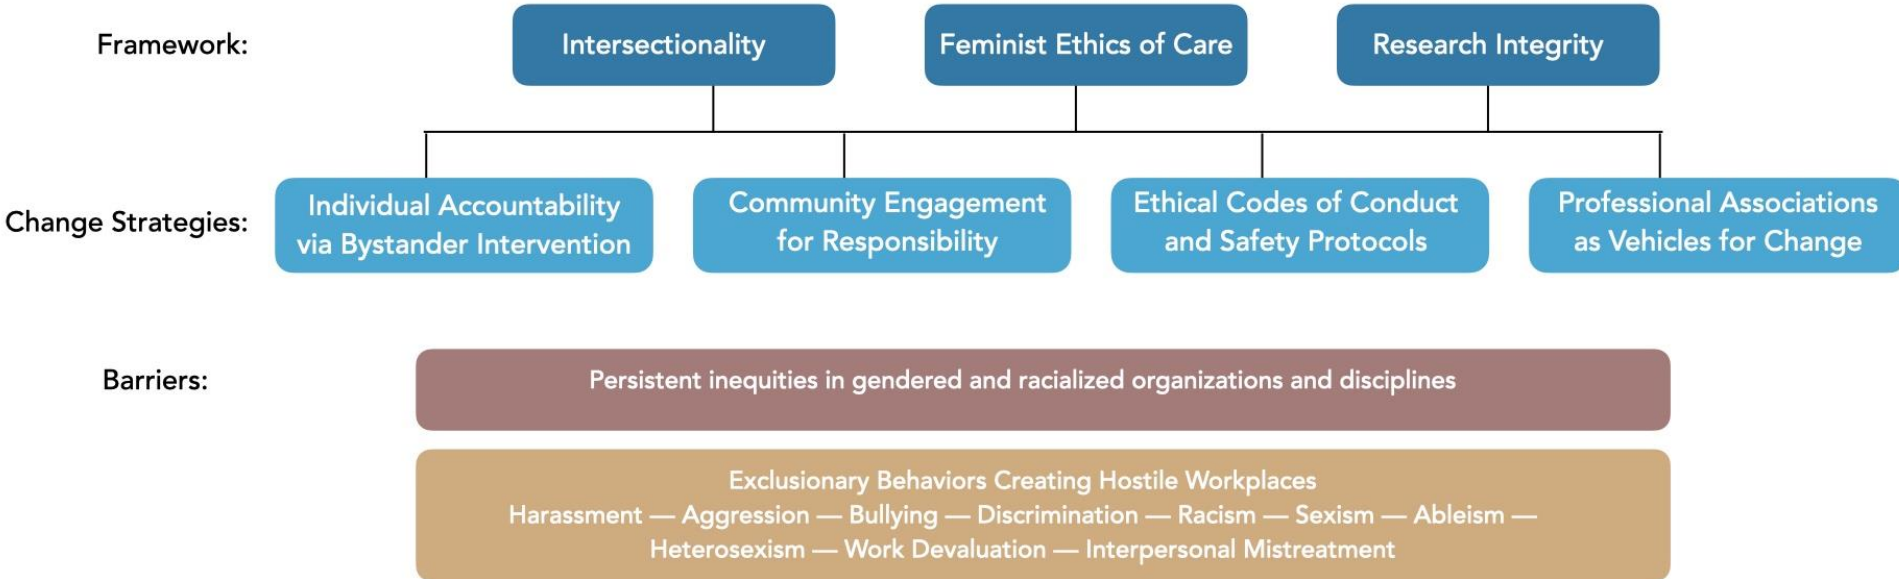 Framework:
Intersectionality
Feminist Ethics of Care
Research Integrity
Change Strategies:
Individual Accountability
via Bystander Intervention
Community Engagement
for Responsibility
Ethical Codes of Conduct
and Safety Protocols
Professional Associations
as Vehicles for Change
Barriers:
Persistent inequities in gendered and racialized organizations and disciplines
Exclusionary Behaviors Creating Hostile Workplaces
Harassment — Aggression — Bullying — Discrimination — Racism — Sexism — Ableism —
Heterosexism — Work Devaluation — Interpersonal Mistreatment